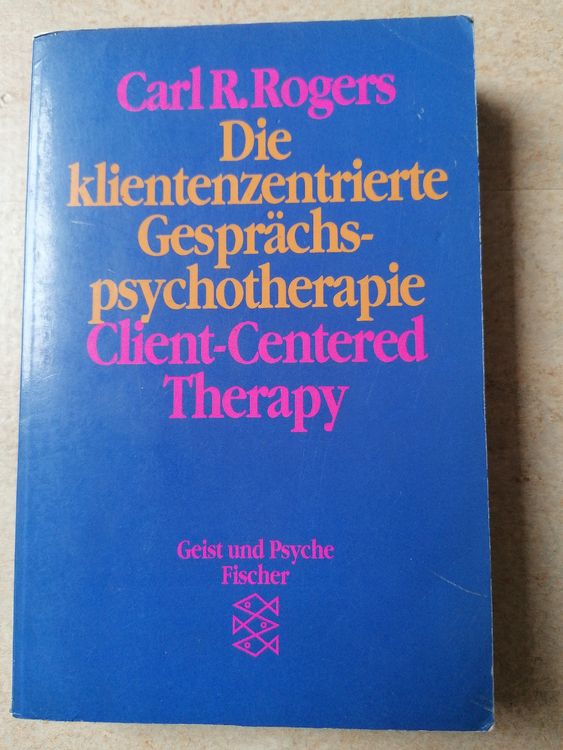 Carl R. Rogers
Die
klientenzentrierte
Gesprächs-
psychotherapie
Client-Centered
Therapy
Geist und Psyche
Fischer